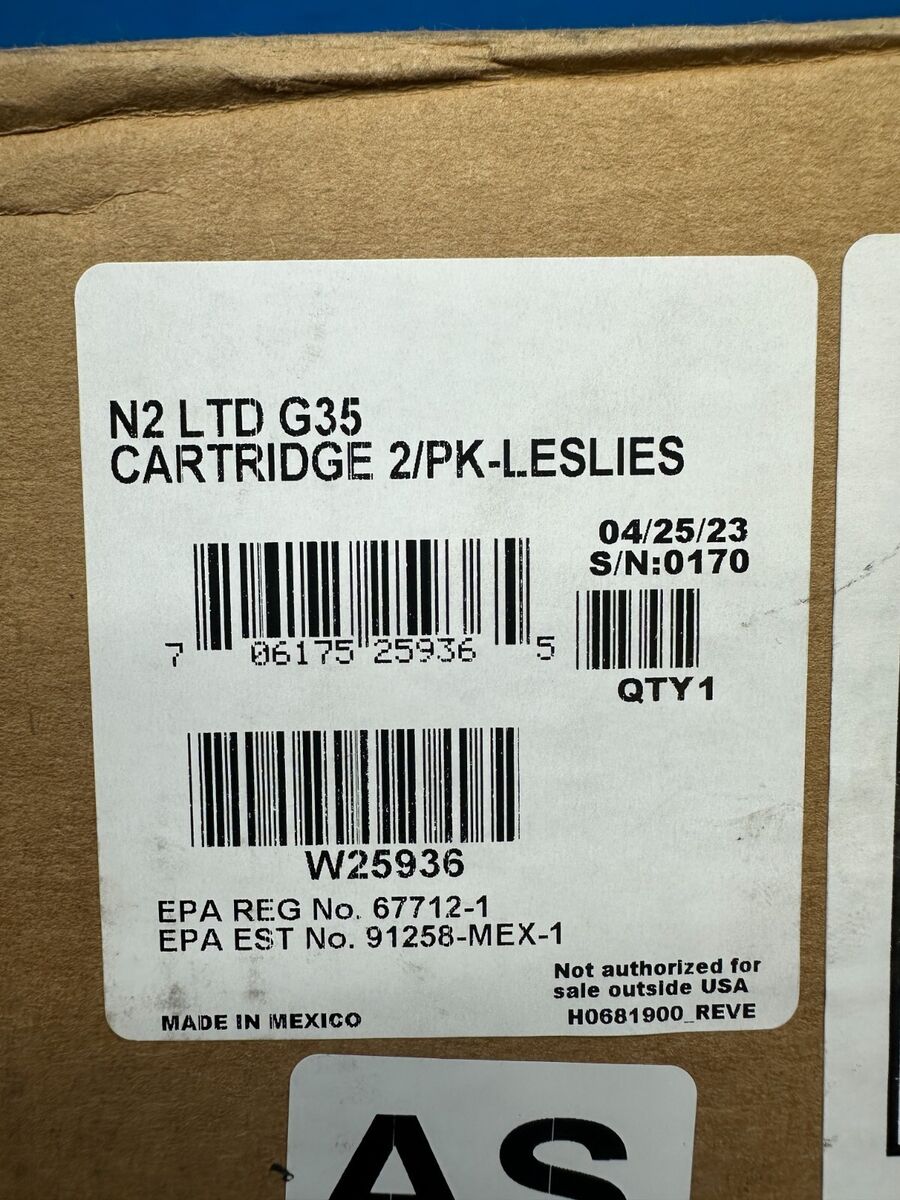 N2 LTD G35
CARTRIDGE 2/PK-LESLIES
04/25/23
S/N:0170
7 06175 25936 5
QTY1
W25936
EPA REG No. 67712-1
EPA EST No. 91258-MEX-1
Not authorized for
sale outside USA
MADE IN MEXICO
H0681900_REVE
AS